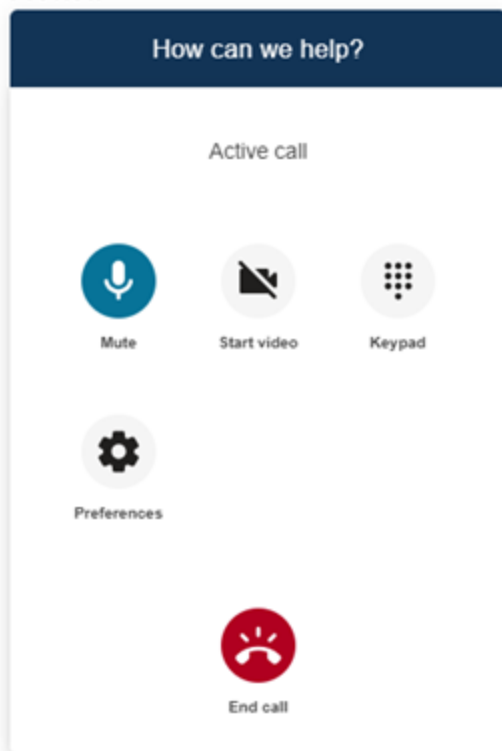 How can we help?
Active call
Mute Start video Keypad
Preferences
End call